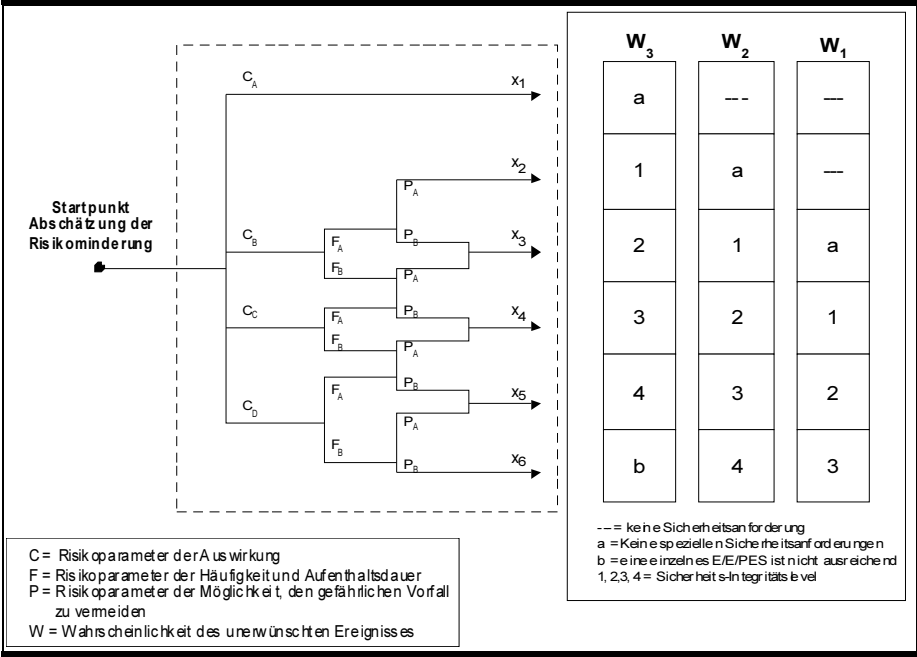 W3 W2 W1
CA x1
a --- ---
x2
PA
1 a ---
Startpunkt
Abschätzung der
Risikominderung
CB FA PB x3
FB PA
2 1 a
CC FA PB x4
FB PA
3 2 1
CD FA PB x5
PA
4 3 2
FB PB x6
b 4 3
--- = keine Sicherheitsanforderung
a = Keine speziellen Sicherheitsanforderungen
b = eine einzelnes E/E/PES ist nicht ausreichend
1, 2,3, 4 = Sicherheits-Integritätslevel
C = Risikoparameter der Auswirkung
F = Risikoparameter der Häufigkeit und Aufenthaltsdauer
P = Risikoparameter der Möglichkeit, den gefährlichen Vorfall
zu vermeiden
W = Wahrscheinlichkeit des unerwünschten Ereignisses